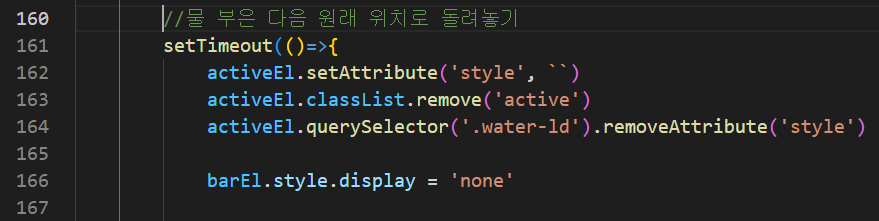 160 //물 부은 다음 원래 위치로 돌려놓기
161 setTimeout(()=>{
162 activeEl.setAttribute('style', ``)
163 activeEl.classList.remove('active')
164 activeEl.querySelector('.water-ld').removeAttribute('style')
165
166 barEl.style.display = 'none'
167